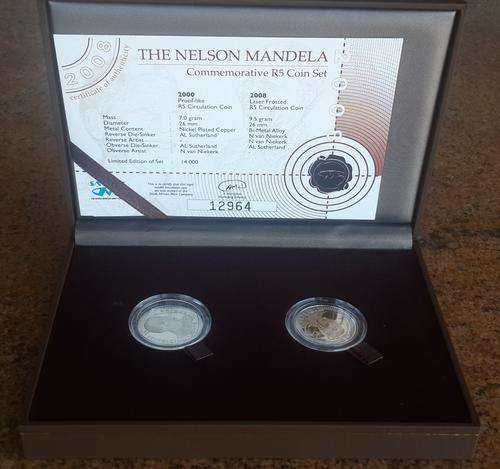 THE NELSON MANDELA
Commemorative R5 Coin Set
2008
certificate of authenticity
2000 2008
Proof-like Laser Frosted
R5 Circulation Coin R5 Circulation Coin
Mass : 7.0 gram 9.5 gram
Diameter : 26 mm 26 mm
Metal Content : Nickel Plated Copper Bi-Metal Alloy
Reverse Die-Sinker : AL Sutherland N van Niekerk
Reverse Artist : - N van Niekerk
Obverse Die-Sinker : AL Sutherland AL Sutherland
Obverse Artist : N van Niekerk
Limited Edition of Set : 14 000
12964